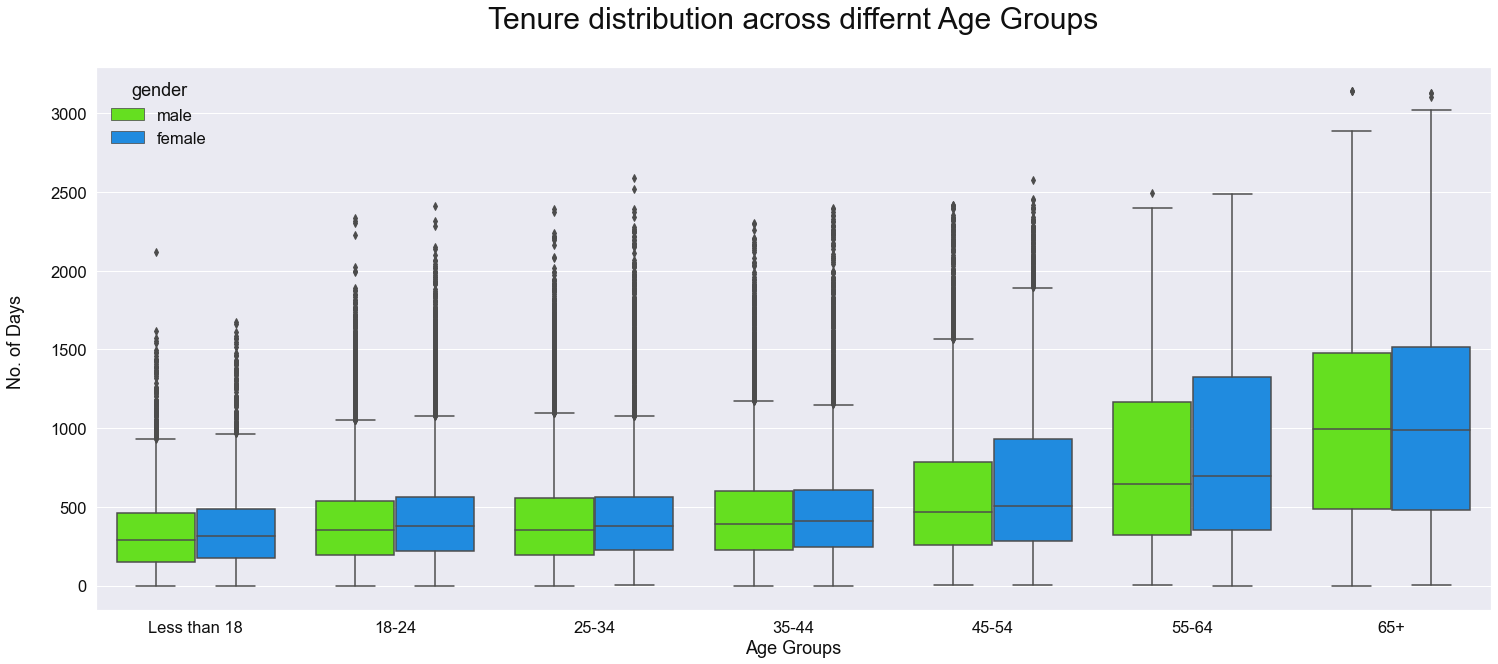 Tenure distribution across differnt Age Groups
gender
male
female
3000
2500
2000
1500
1000
500
0
No. of Days
Less than 18 18-24 25-34 35-44 45-54 55-64 65+
Age Groups